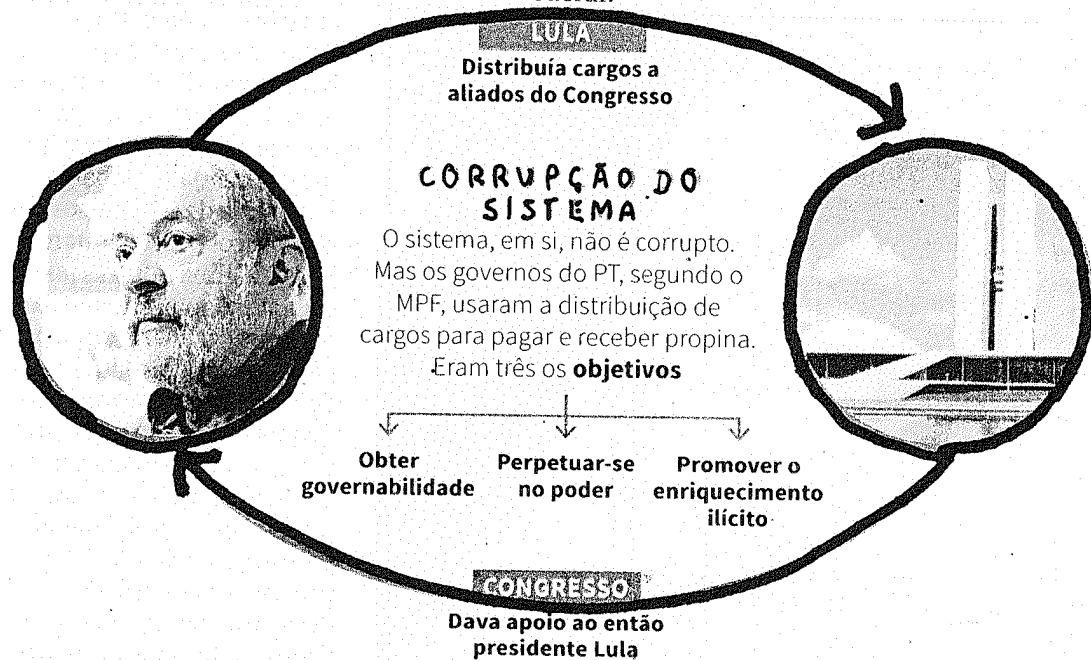 LULA
Distribuía cargos a
aliados do Congresso
CORRUPÇÃO DO
SISTEMA
O sistema, em si, não é corrupto.
Mas os governos do PT, segundo o
MPF, usaram a distribuição de
cargos para pagar e receber propina.
Eram três os objetivos
Obter
governabilidade
Perpetuar-se
no poder
Promover o
enriquecimento
ilícito
CONGRESSO
Dava apoio ao então
presidente Lula